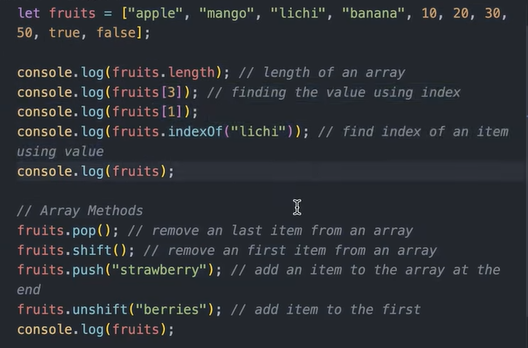 let fruits = ["apple", "mango", "lichi", "banana", 10, 20, 30,
50, true, false];
console.log(fruits.length); // length of an array
console.log(fruits[3]); // finding the value using index
console.log(fruits[1]);
console.log(fruits.indexOf("lichi")); // find index of an item
using value
console.log(fruits);
// Array Methods
fruits.pop(); // remove an last item from an array
fruits.shift(); // remove an first item from an array
fruits.push("strawberry"); // add an item to the array at the
end
fruits.unshift("berries"); // add item to the first
console.log(fruits);